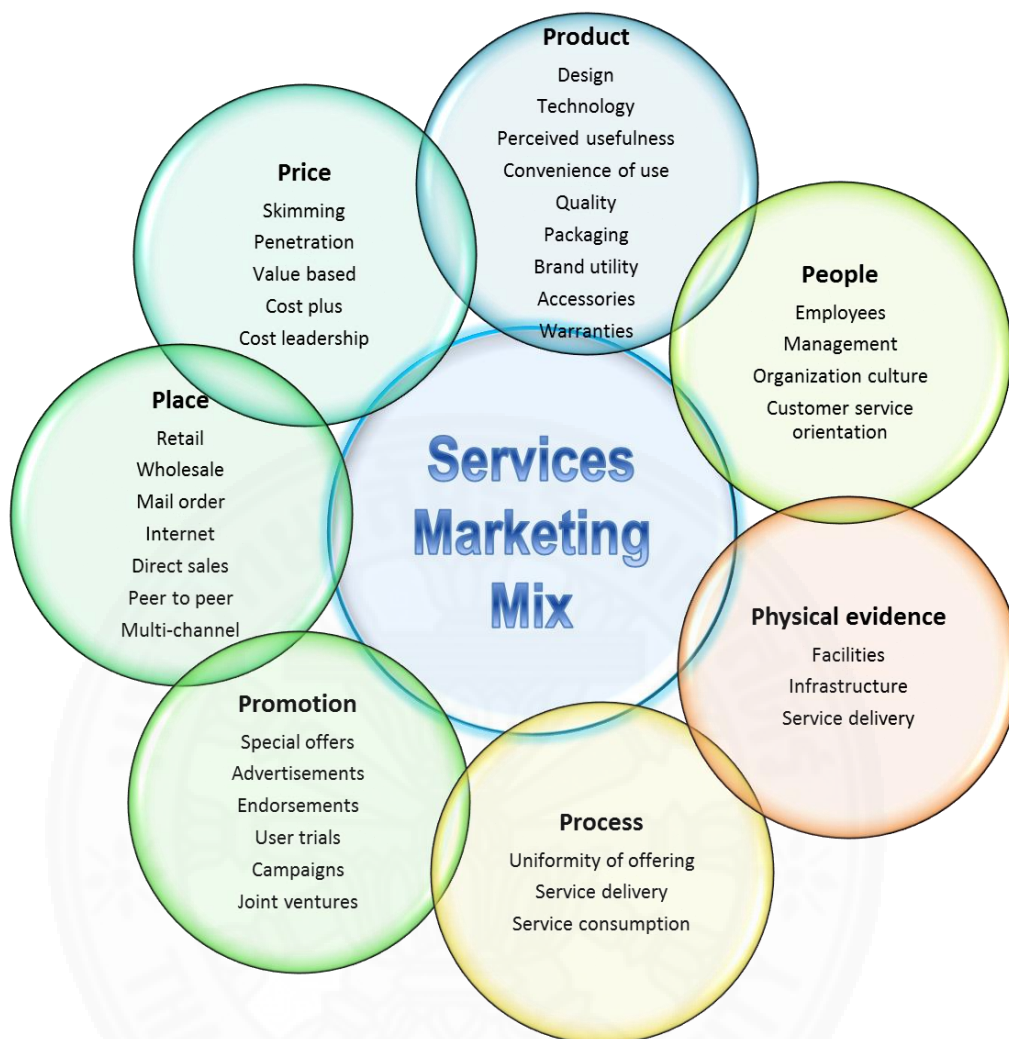 Product
Design
Technology
Perceived usefulness
Convenience of use
Quality
Packaging
Brand utility
Accessories
Warranties
Price
Skimming
Penetration
Value based
Cost plus
Cost leadership
People
Employees
Management
Organization culture
Customer service
orientation
Place
Retail
Wholesale
Mail order
Internet
Direct sales
Peer to peer
Multi-channel
Services
Marketing
Mix
Physical evidence
Facilities
Infrastructure
Service delivery
Promotion
Special offers
Advertisements
Endorsements
User trials
Campaigns
Joint ventures
Process
Uniformity of offering
Service delivery
Service consumption